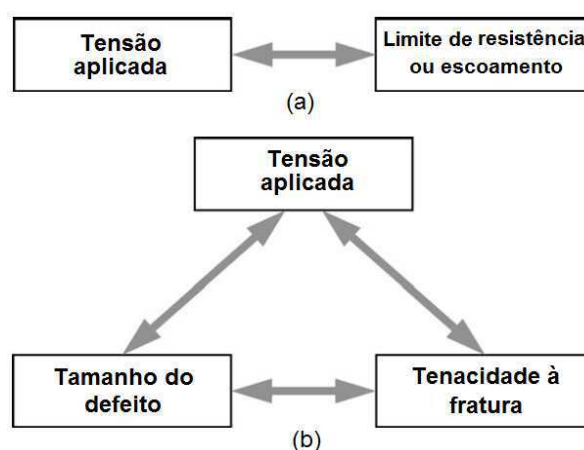 Tensão
aplicada
Limite de resistência
ou escoamento
(a)
Tensão
aplicada
Tamanho do
defeito
Tenacidade à
fratura
(b)